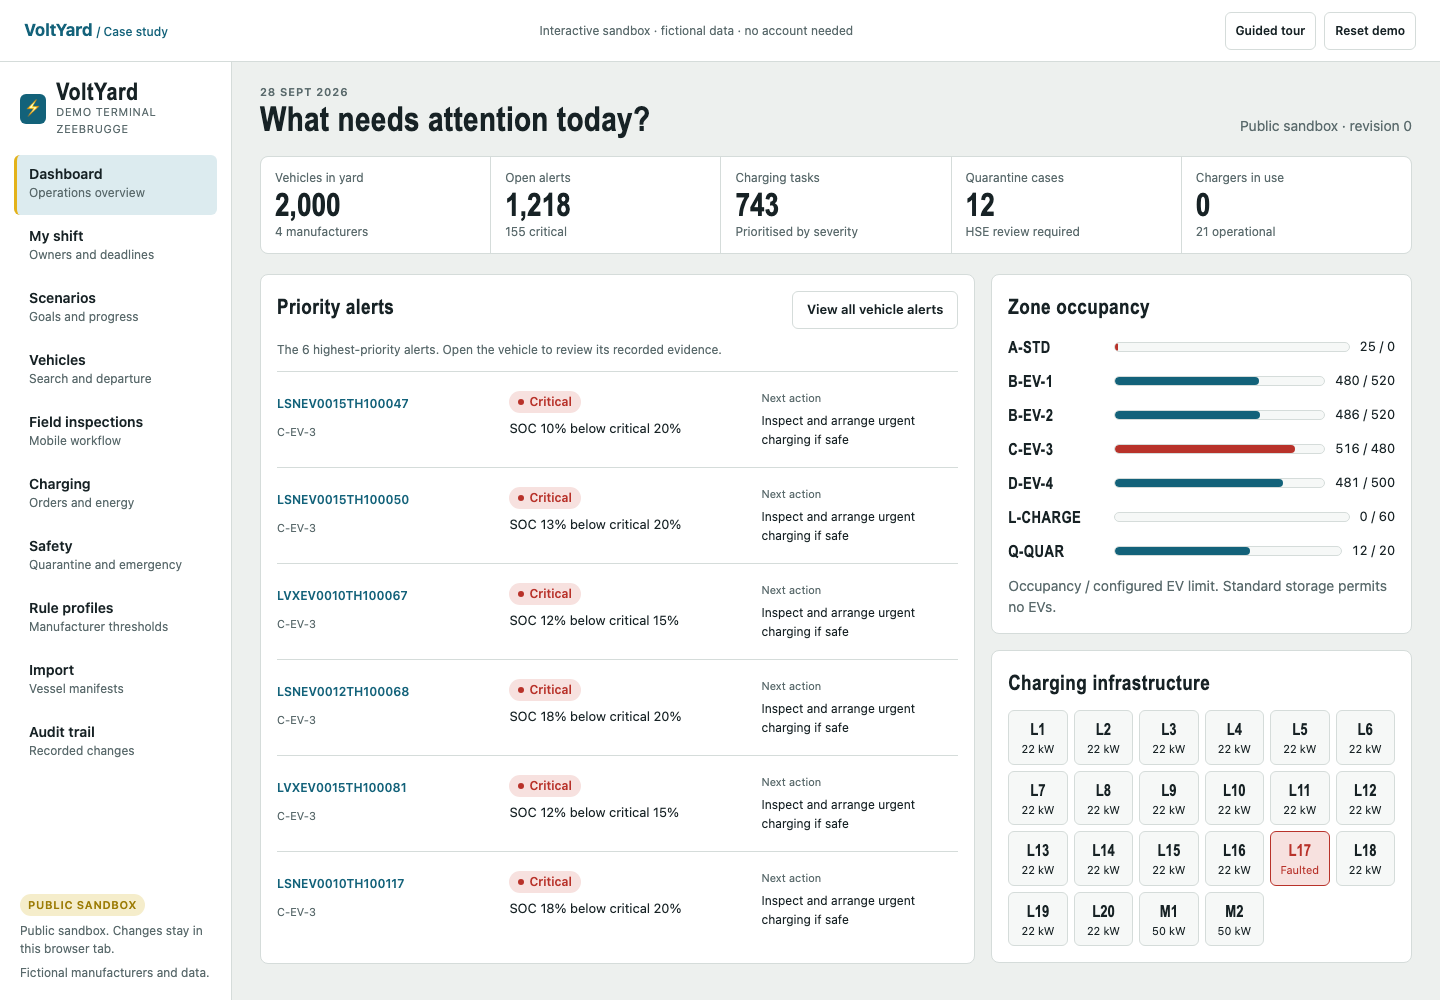 VoltYard / Case study
Interactive sandbox · fictional data · no account needed
Guided tour
Reset demo
VoltYard
DEMO TERMINAL
ZEEBRUGGE
Dashboard
Operations overview
My shift
Owners and deadlines
Scenarios
Goals and progress
Vehicles
Search and departure
Field inspections
Mobile workflow
Charging
Orders and energy
Safety
Quarantine and emergency
Rule profiles
Manufacturer thresholds
Import
Vessel manifests
Audit trail
Recorded changes
PUBLIC SANDBOX
Public sandbox. Changes stay in
this browser tab.
Fictional manufacturers and data.
28 SEPT 2026
What needs attention today?
Public sandbox · revision 0
Vehicles in yard
2,000
4 manufacturers
Open alerts
1,218
155 critical
Charging tasks
743
Prioritised by severity
Quarantine cases
12
HSE review required
Chargers in use
0
21 operational
Priority alerts
View all vehicle alerts
The 6 highest-priority alerts. Open the vehicle to review its recorded evidence.
LSNEV0015TH100047
C-EV-3
Critical
SOC 10% below critical 20%
Next action
Inspect and arrange urgent
charging if safe
LSNEV0015TH100050
C-EV-3
Critical
SOC 13% below critical 20%
Next action
Inspect and arrange urgent
charging if safe
LVXEV0010TH100067
C-EV-3
Critical
SOC 12% below critical 15%
Next action
Inspect and arrange urgent
charging if safe
LSNEV0012TH100068
C-EV-3
Critical
SOC 18% below critical 20%
Next action
Inspect and arrange urgent
charging if safe
LVXEV0015TH100081
C-EV-3
Critical
SOC 12% below critical 15%
Next action
Inspect and arrange urgent
charging if safe
LSNEV0010TH100117
C-EV-3
Critical
SOC 18% below critical 20%
Next action
Inspect and arrange urgent
charging if safe
Zone occupancy
A-STD 25 / 0
B-EV-1 480 / 520
B-EV-2 486 / 520
C-EV-3 516 / 480
D-EV-4 481 / 500
L-CHARGE 0 / 60
Q-QUAR 12 / 20
Occupancy / configured EV limit. Standard storage permits
no EVs.
Charging infrastructure
L1 L2 L3 L4 L5 L6
22 kW 22 kW 22 kW 22 kW 22 kW 22 kW
L7 L8 L9 L10 L11 L12
22 kW 22 kW 22 kW 22 kW 22 kW 22 kW
L13 L14 L15 L16 L17 L18
22 kW 22 kW 22 kW 22 kW Faulted 22 kW
L19 L20 M1 M2
22 kW 22 kW 50 kW 50 kW